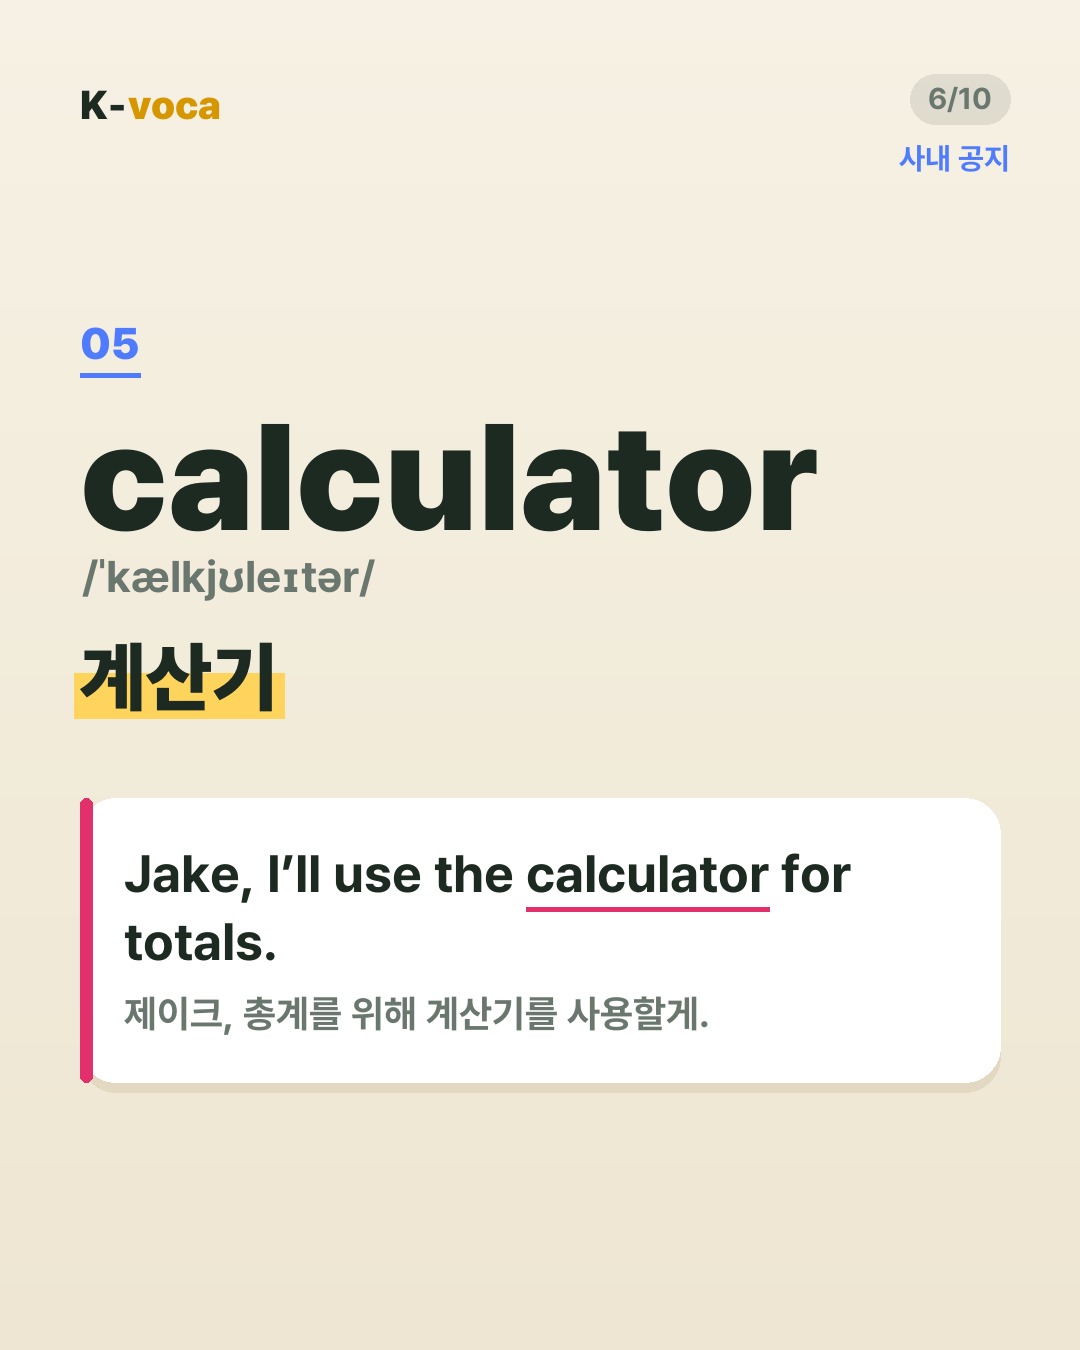 K-voca
6/10
사내 공지
05
calculator
/ˈkælkjʊleɪtər/
계산기
Jake, I’ll use the calculator for
totals.
제이크, 총계를 위해 계산기를 사용할게.